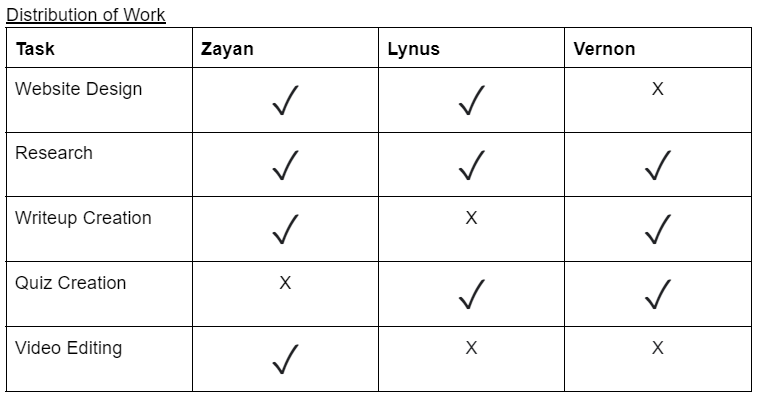 Distribution of Work
Task Zayan Lynus Vernon
Website Design ✓ ✓ X
Research ✓ ✓ ✓
Writeup Creation ✓ X ✓
Quiz Creation X ✓ ✓
Video Editing ✓ X X